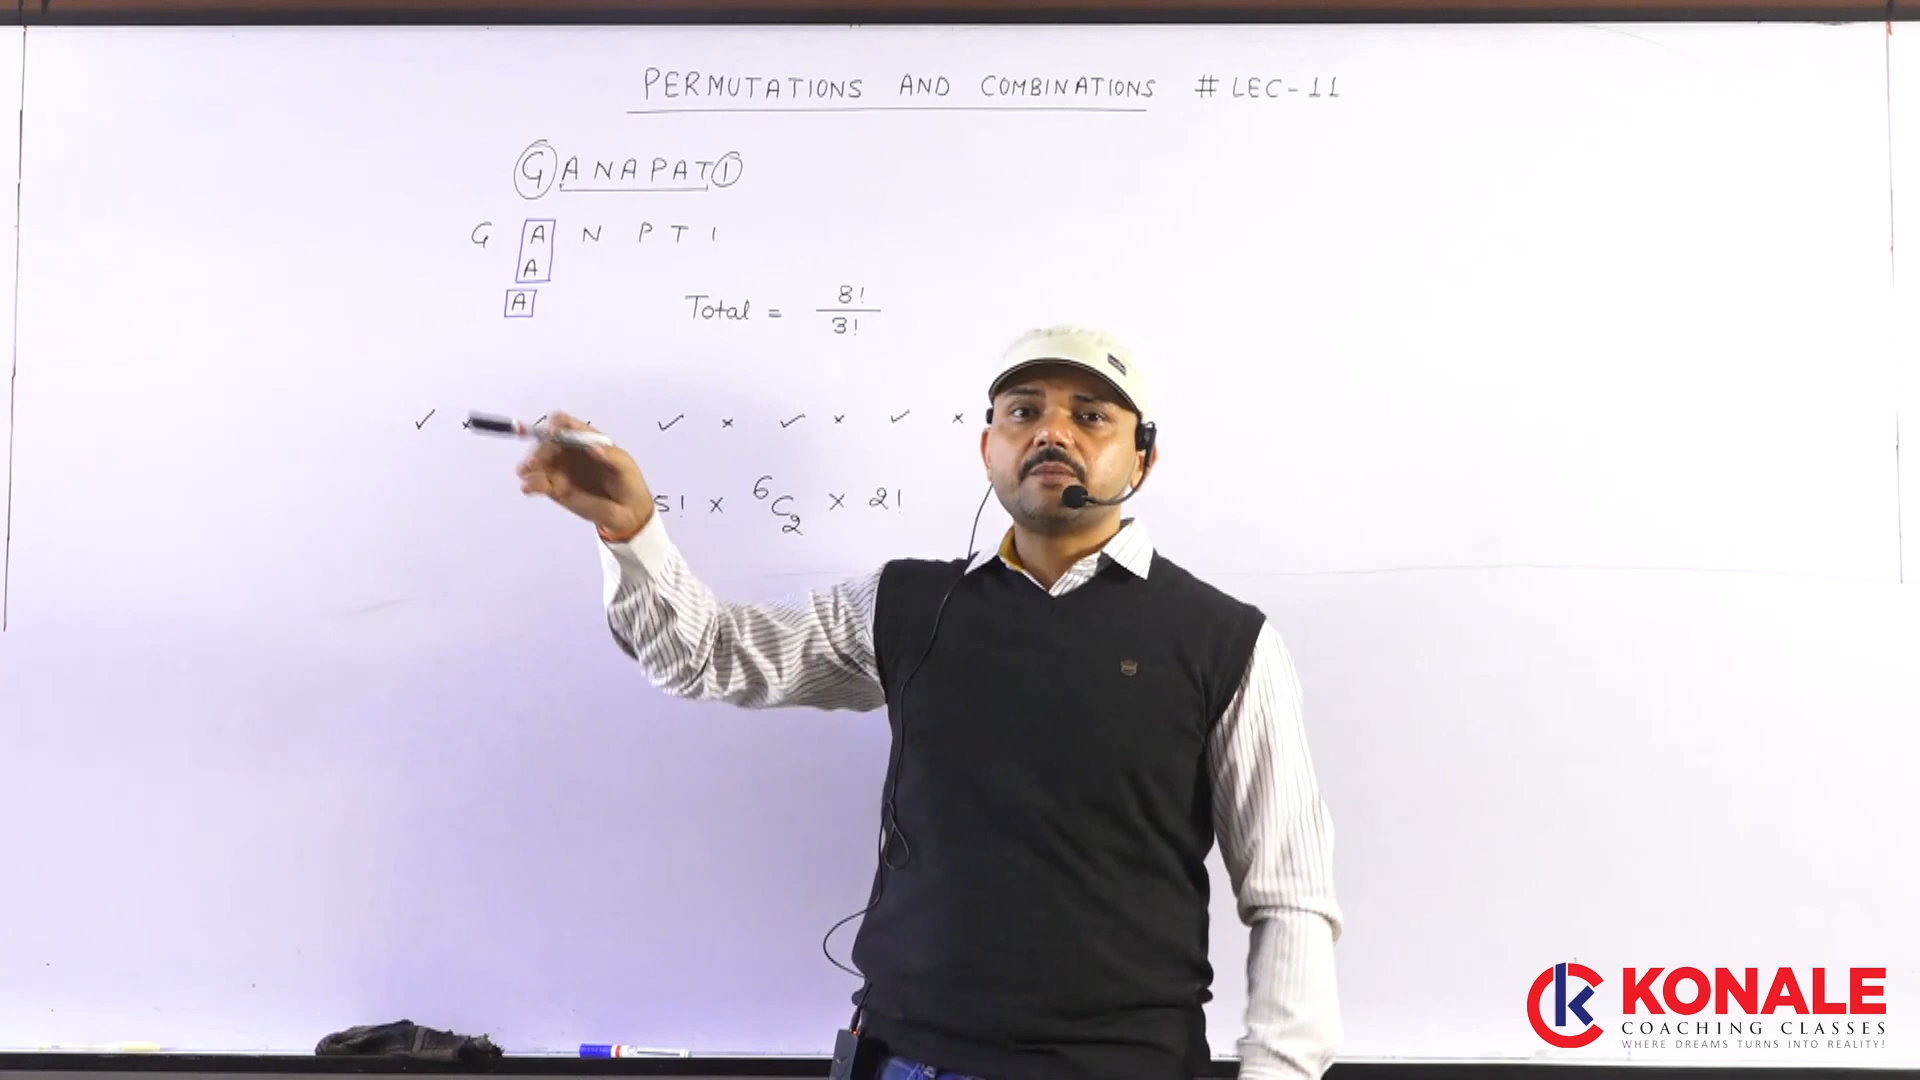 PERMUTATIONS AND COMBINATIONS # LEC-11
GANAPATI
G A N P T I
A
A
Total = 8! / 3!
✓ × ✓ ✓ × ✓ × ✓ ×
5! × ⁶C₂ × 2!
KONALE
COACHING CLASSES
WHERE DREAMS TURNS INTO REALITY!